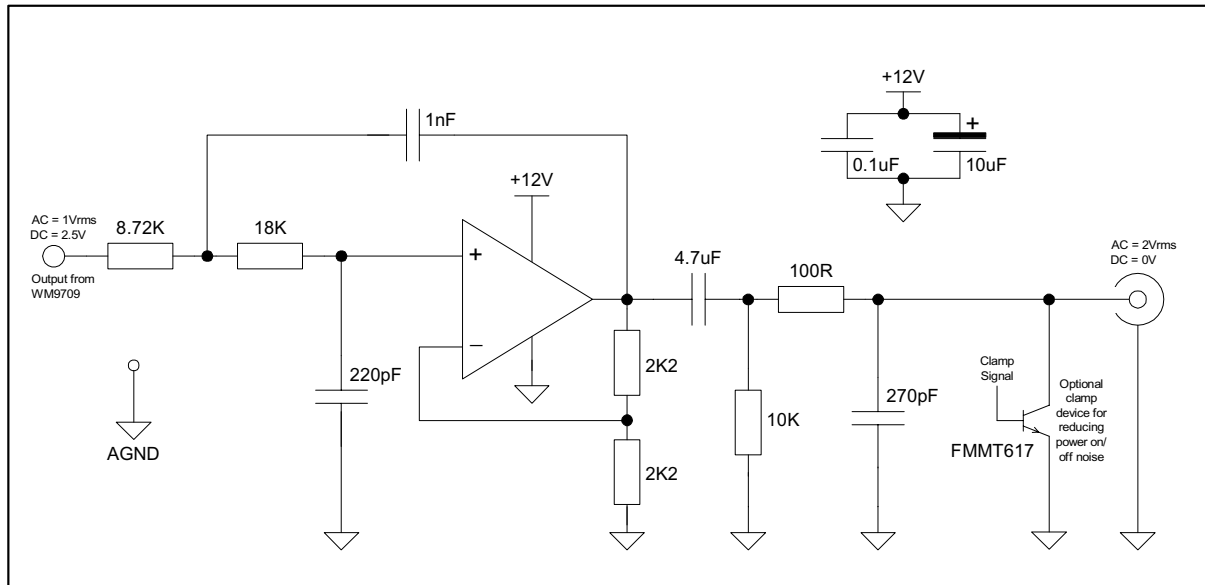 +12V
1nF
0.1uF
+
10uF
+12V
AC = 1Vrms
DC = 2.5V
8.72K
18K
Output from
WM9709
+
−
4.7uF
100R
AC = 2Vrms
DC = 0V
2K2
220pF
Clamp
Signal
Optional
clamp
device for
reducing
power on/
off noise
270pF
10K
FMMT617
AGND
2K2